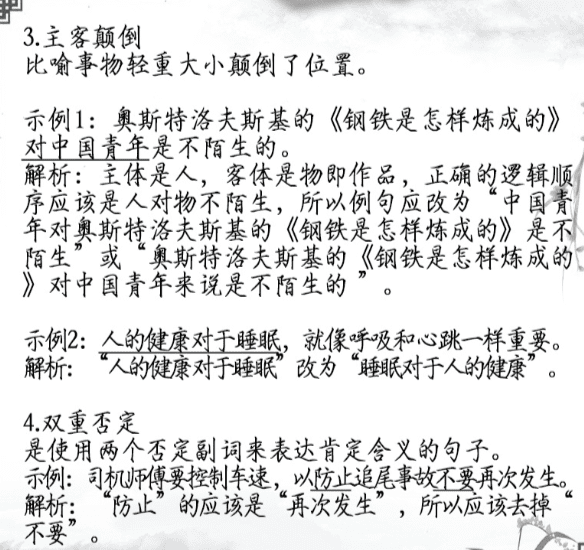 3.主客颠倒
比喻事物轻重大小颠倒了位置。
示例1：奥斯特洛夫斯基的《钢铁是怎样炼成的》
对中国青年是不陌生的。
解析：主体是人，客体是物即作品，正确的逻辑顺
序应该是人对物不陌生，所以例句应改为“中国青
年对奥斯特洛夫斯基的《钢铁是怎样炼成的》是不
陌生”或“奥斯特洛夫斯基的《钢铁是怎样炼成的
》对中国青年来说是不陌生的 ”。
示例2：人的健康对于睡眠，就像呼吸和心跳一样重要。
解析：“人的健康对于睡眠”改为“睡眠对于人的健康”。
4.双重否定
是使用两个否定副词来表达肯定含义的句子。
示例：司机师傅要控制车速，以防止追尾事故不要再次发生。
解析：“防止”的应该是“再次发生”，所以应该去掉“
不要”。